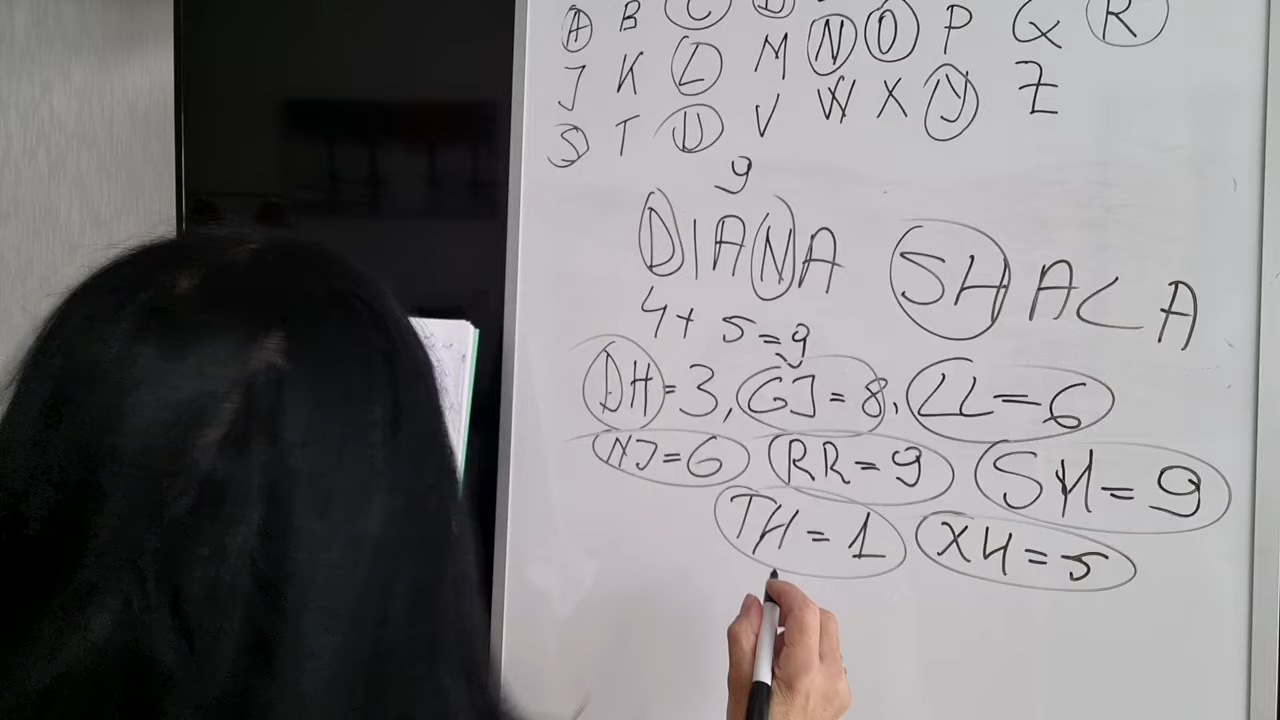 A B C D
J K L M N O P Q R
S T U V W X Y Z
9
DIANA SHALA
4+ 5=9
DH=3, GJ=8, LL=6
NJ=6 RR=9 SH=9
TH=1 XH=5